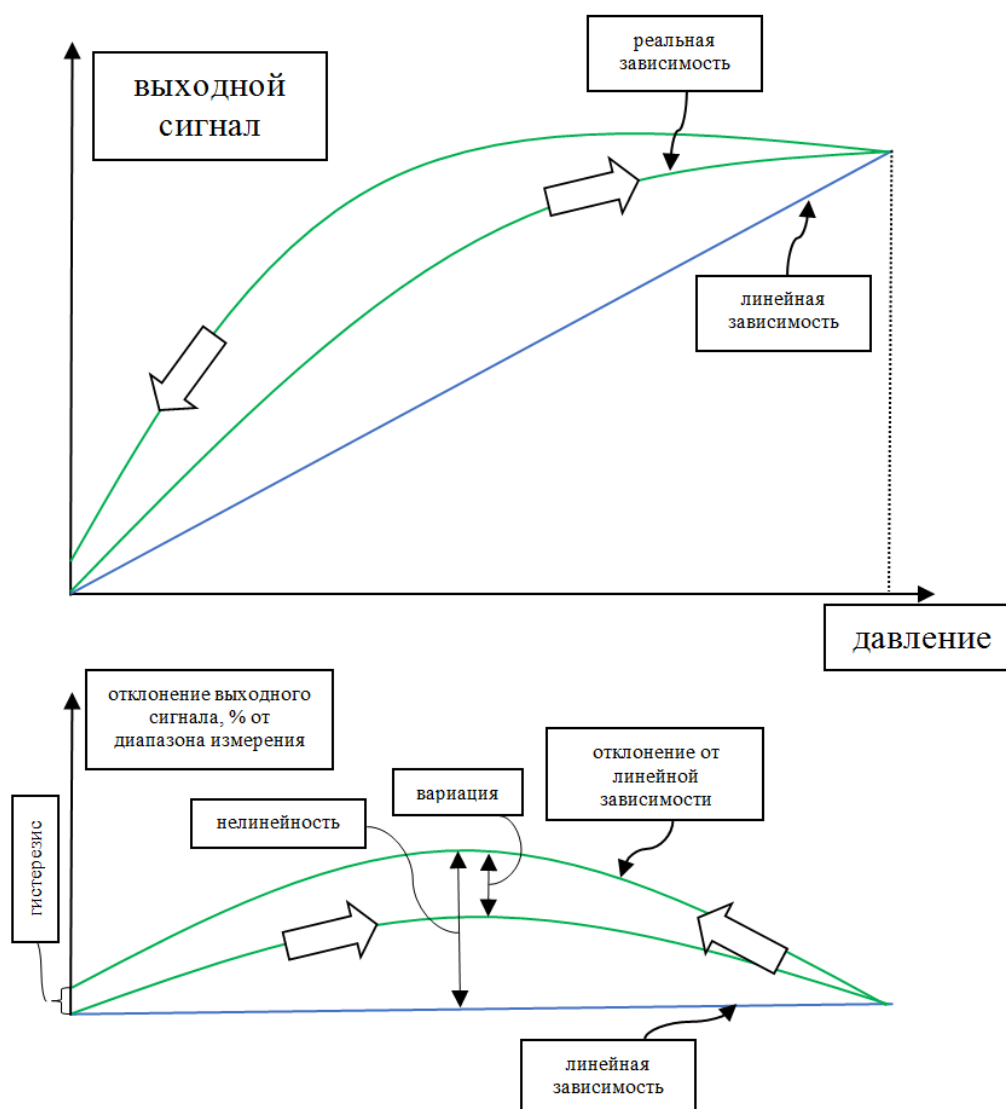 реальная
зависимость
выходной
сигнал
линейная
зависимость
давление
отклонение выходного
сигнала, % от
диапазона измерения
отклонение от
линейной
зависимости
вариация
нелинейность
гистерезис
линейная
зависимость